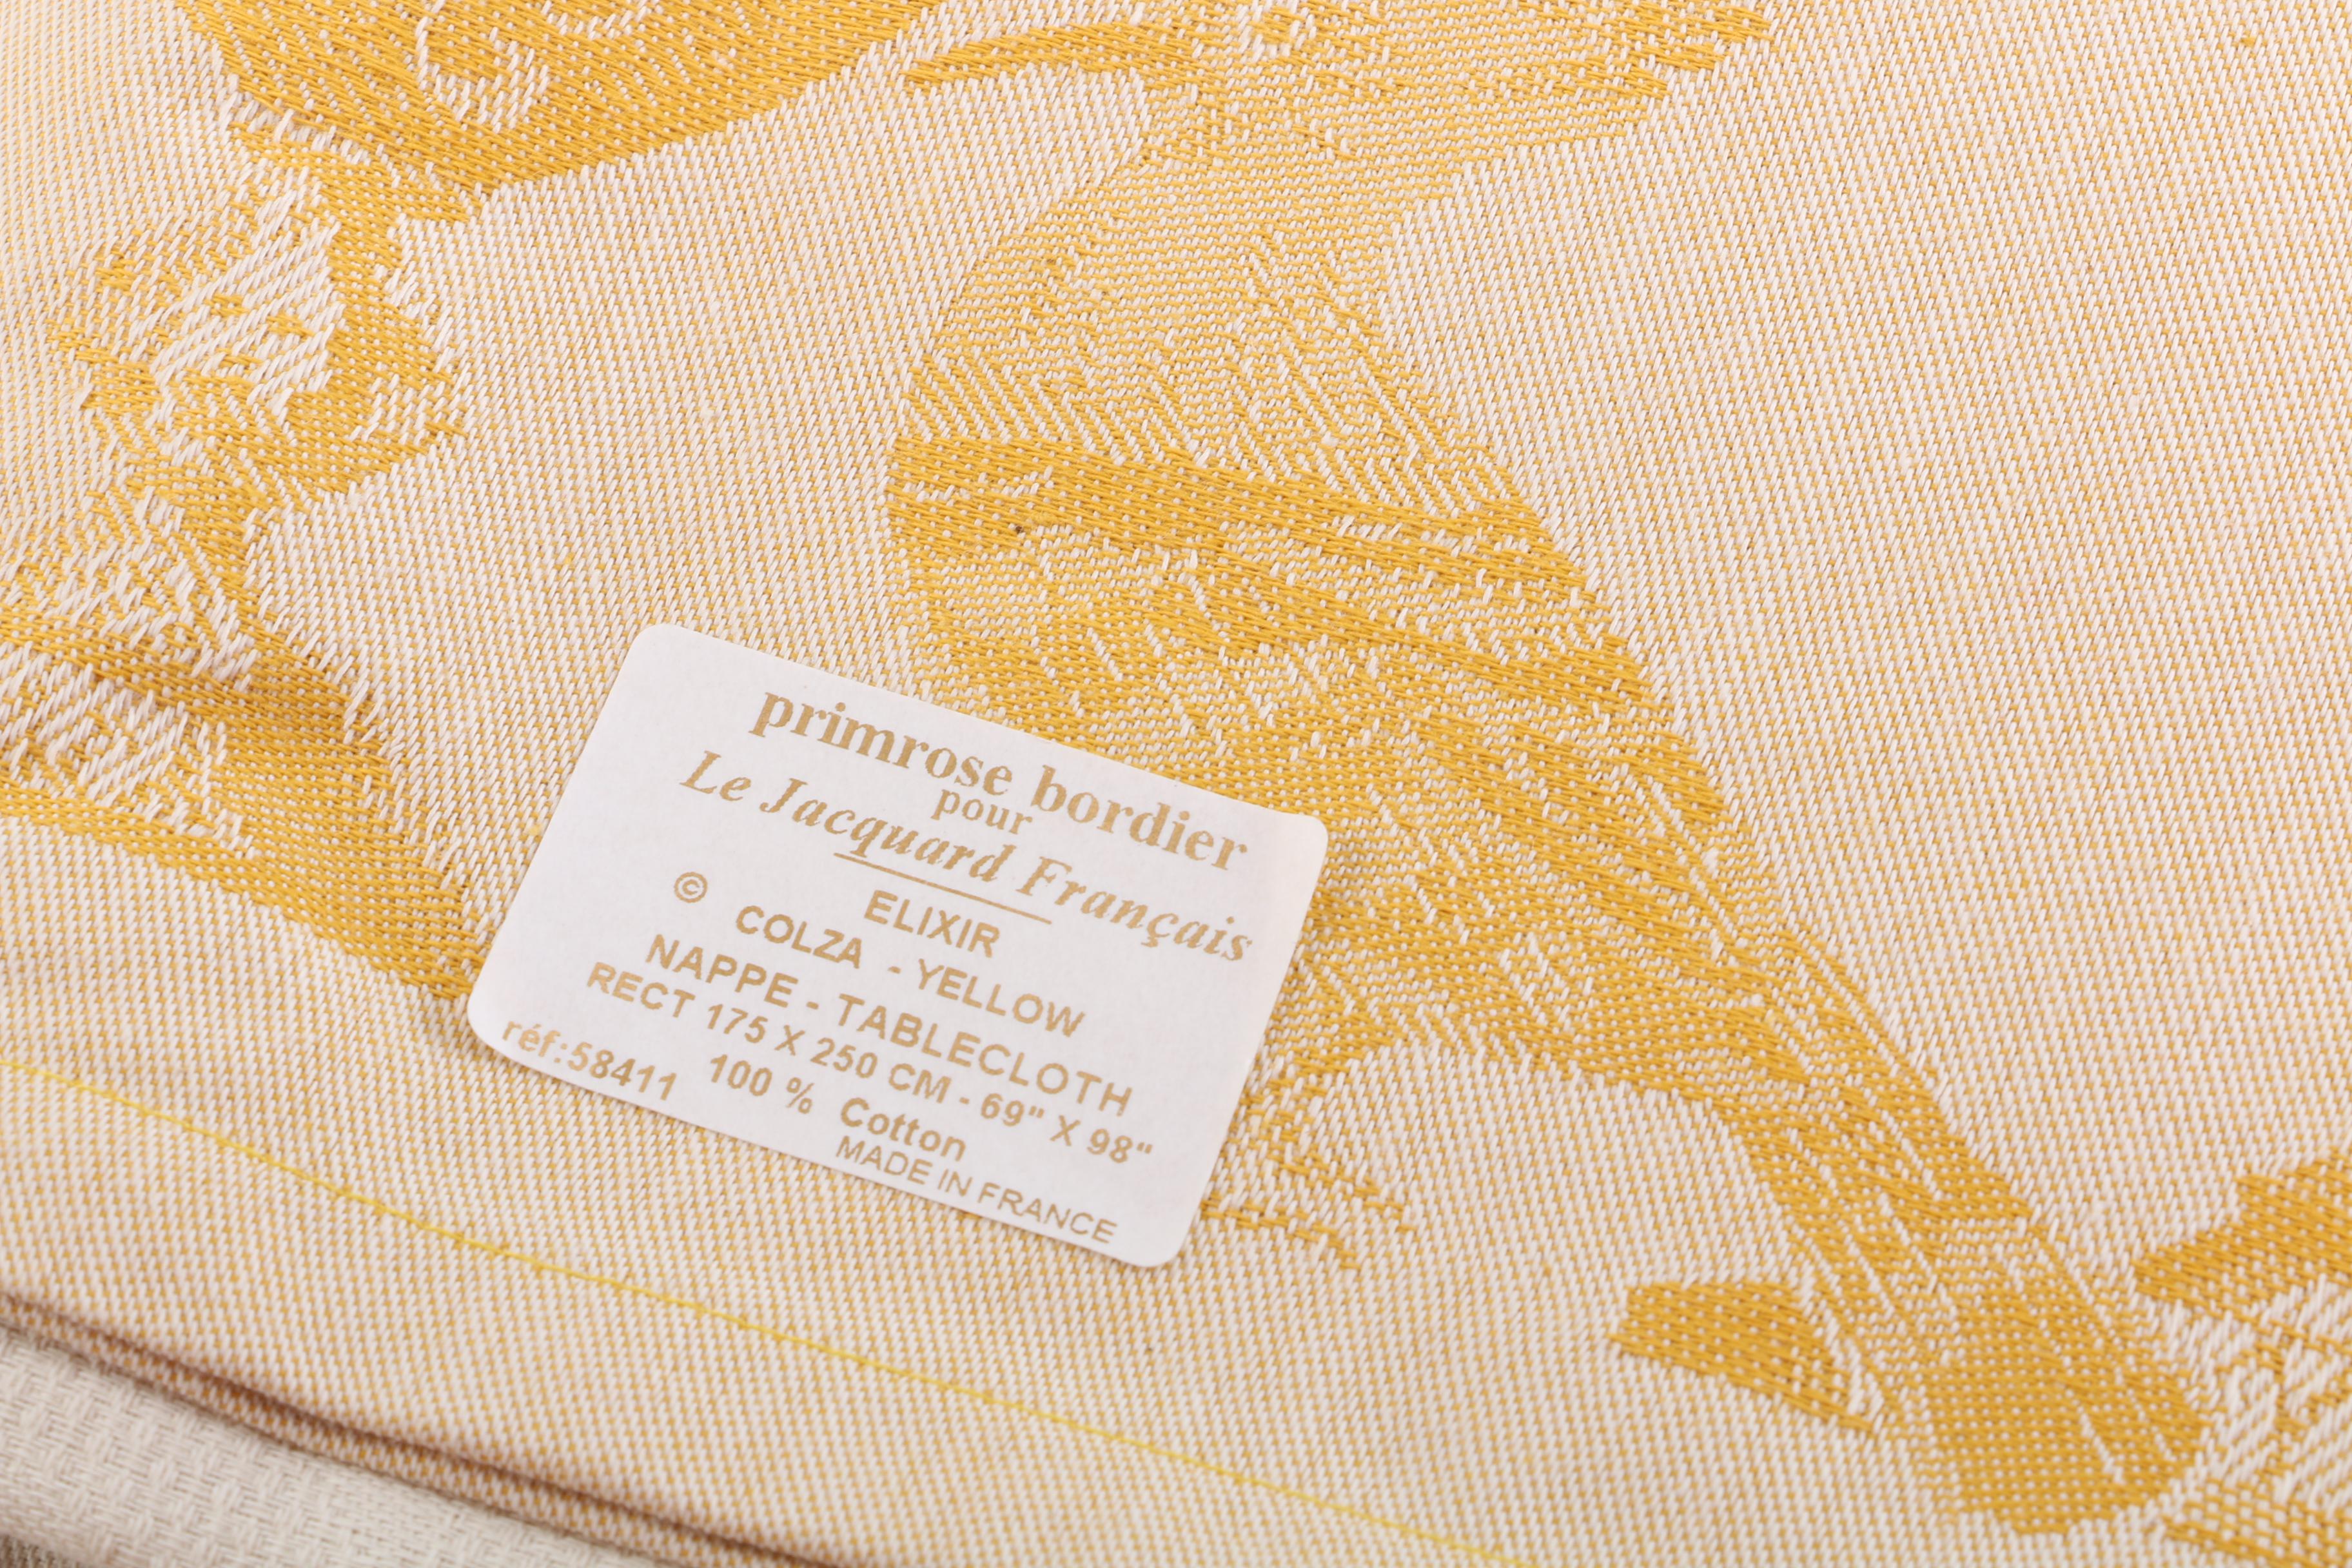 primrose bordier
pour
Le Jacquard Français
ELIXIR
© COLZA - YELLOW
NAPPE - TABLECLOTH
RECT 175 X 250 CM - 69" X 98"
réf:58411 100 % Cotton
MADE IN FRANCE